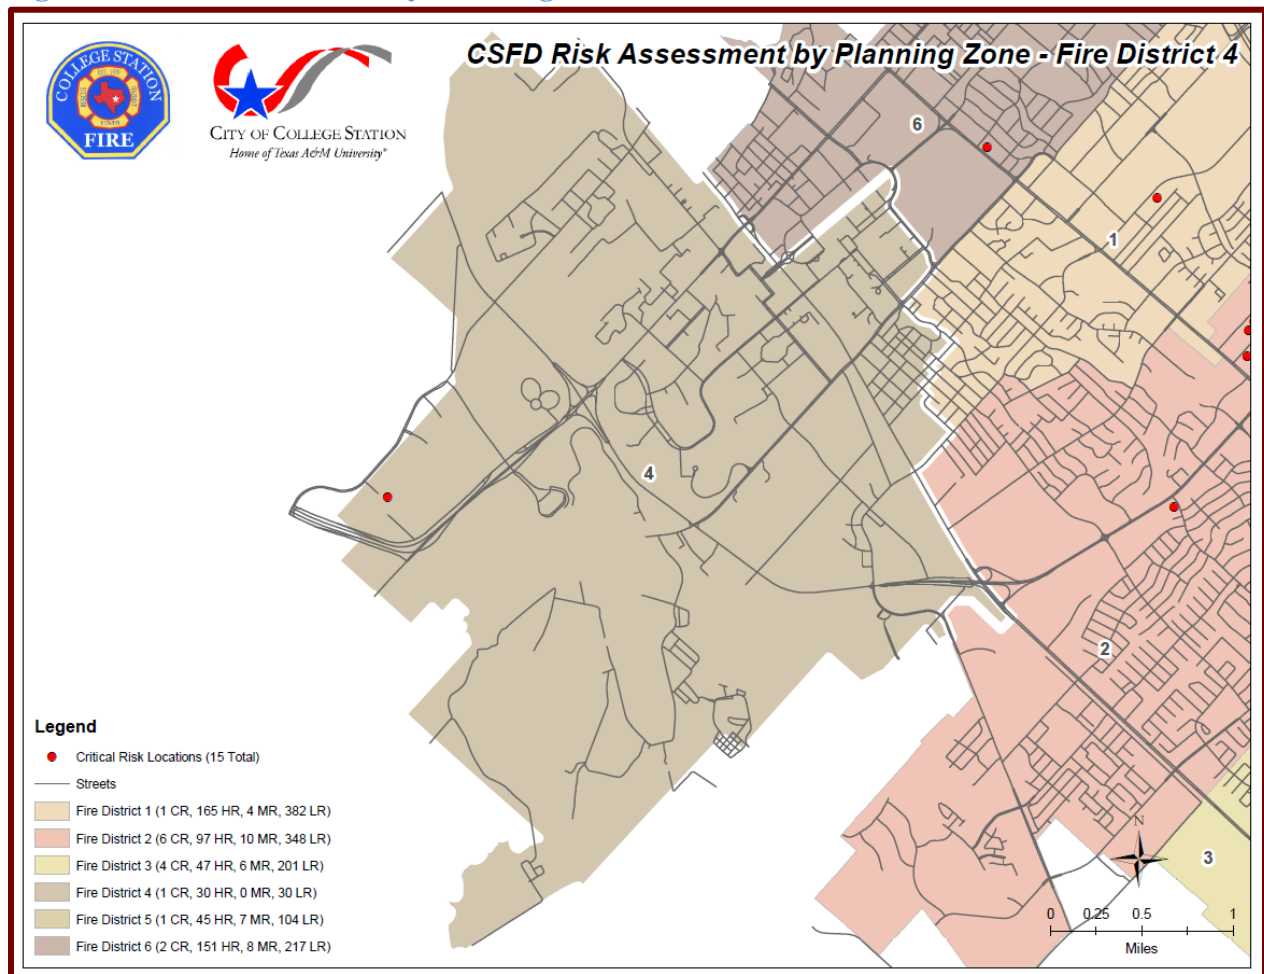 CSFD Risk Assessment by Planning Zone - Fire District 4
COLLEGE STATION
RESCUE
EMS
FIRE
CITY OF COLLEGE STATION
Home of Texas A&M University®
6
1
4
2
3
Legend
Critical Risk Locations (15 Total)
Streets
Fire District 1 (1 CR, 165 HR, 4 MR, 382 LR)
Fire District 2 (6 CR, 97 HR, 10 MR, 348 LR)
Fire District 3 (4 CR, 47 HR, 6 MR, 201 LR)
Fire District 4 (1 CR, 30 HR, 0 MR, 30 LR)
Fire District 5 (1 CR, 45 HR, 7 MR, 104 LR)
Fire District 6 (2 CR, 151 HR, 8 MR, 217 LR)
N
0 0.25 0.5 1
Miles